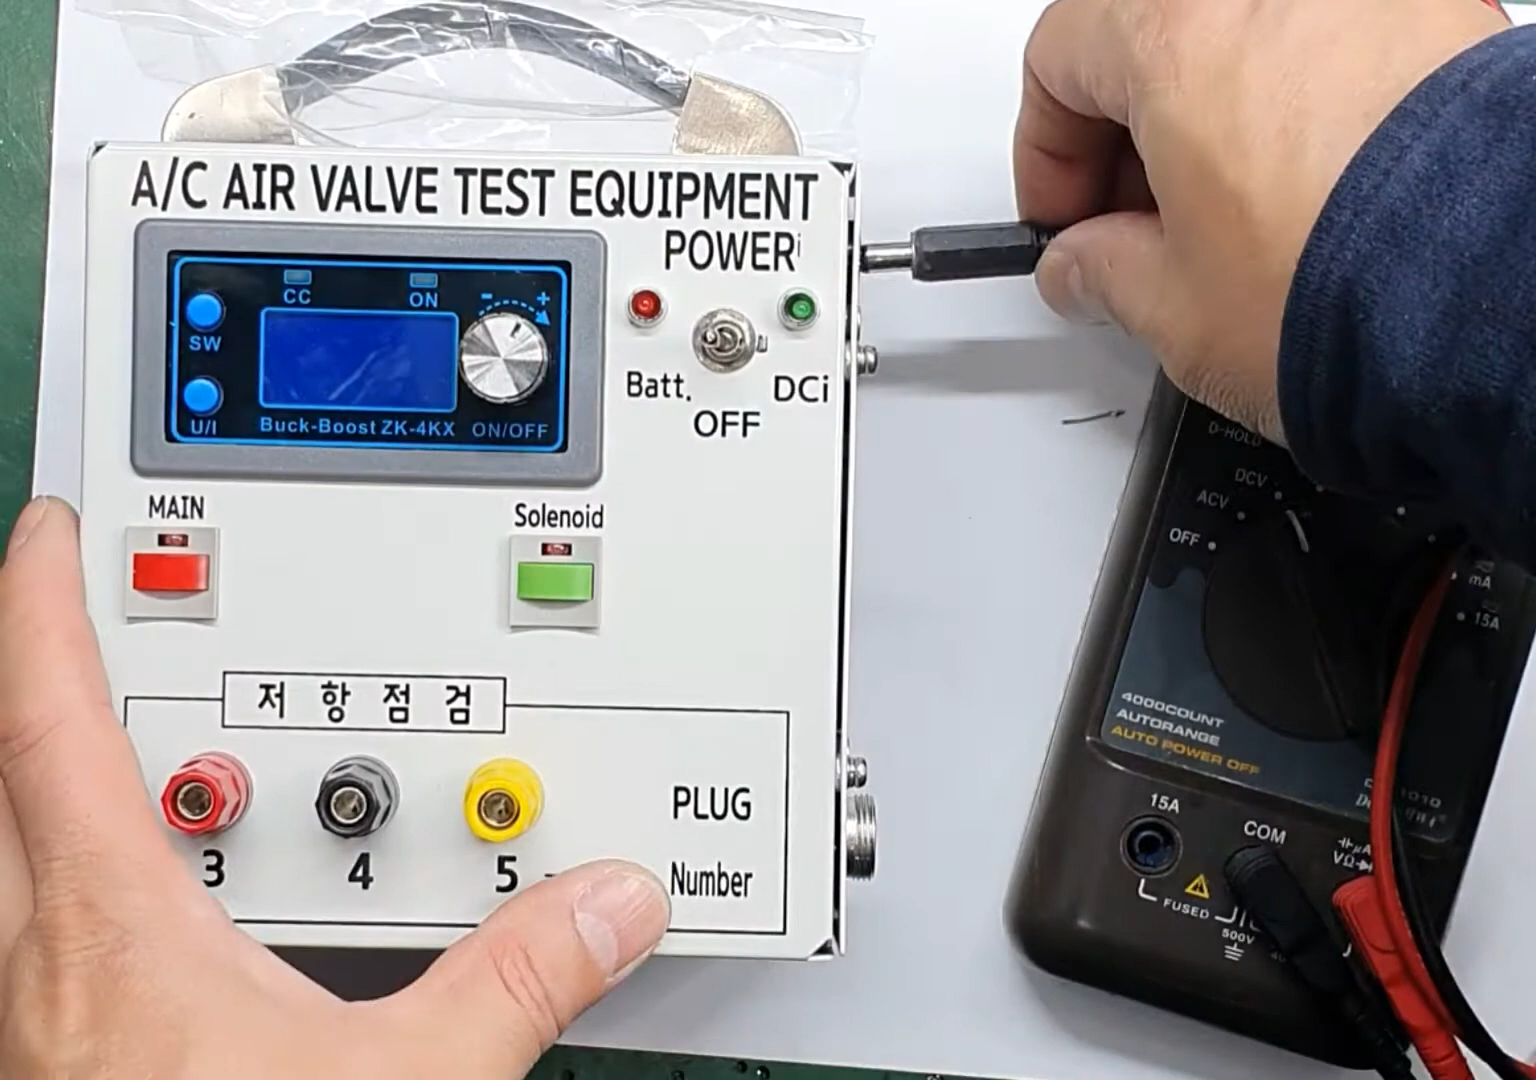 A/C AIR VALVE TEST EQUIPMENT
POWER
CC
ON
- +
SW
U/I
Buck-Boost ZK-4KX
ON/OFF
Batt.
DCi
OFF
MAIN
Solenoid
저 항 점 검
3
4
5
PLUG
Number
D-HOLD
DCV
ACV
OFF
mA
15A
4000COUNT
AUTORANGE
AUTO POWER OFF
15A
COM
FUSED
500V